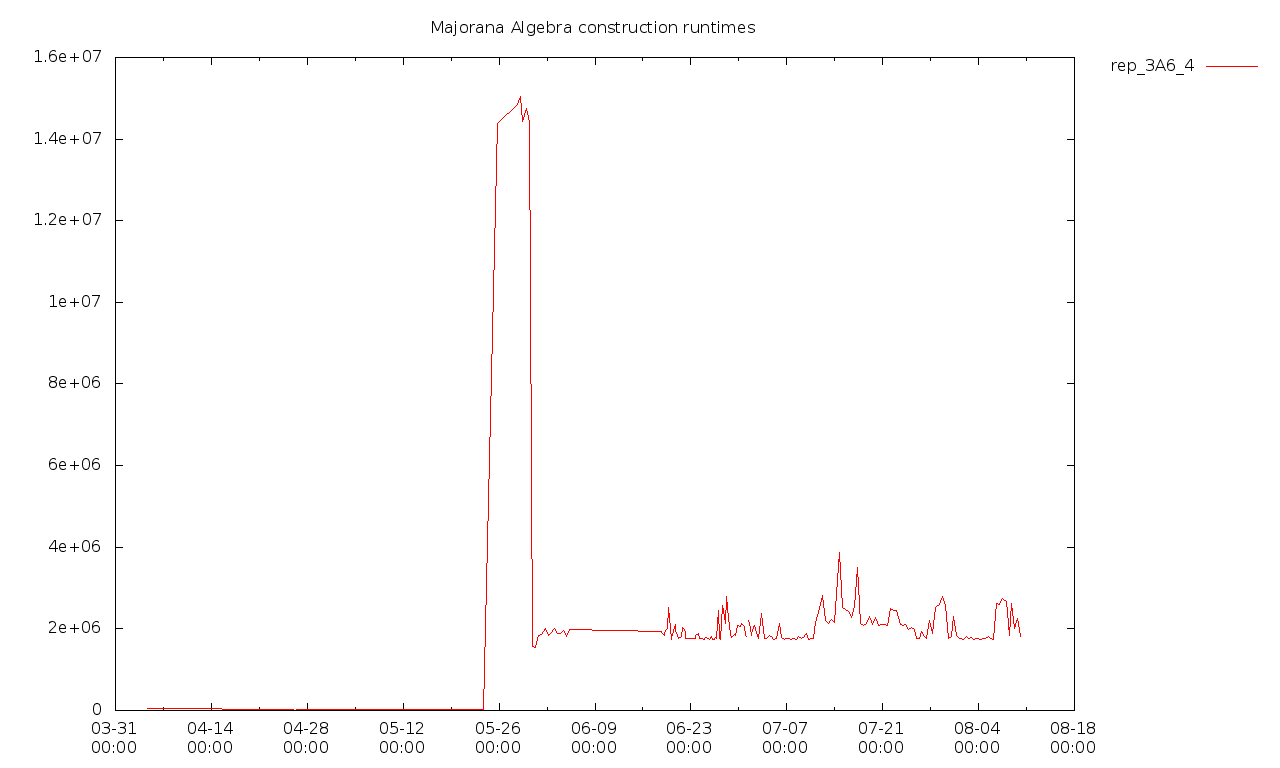 Majorana Algebra construction runtimes
rep_3A6_4
1.6e+07
1.4e+07
1.2e+07
1e+07
8e+06
6e+06
4e+06
2e+06
0
03-31 04-14 04-28 05-12 05-26 06-09 06-23 07-07 07-21 08-04 08-18
00:00 00:00 00:00 00:00 00:00 00:00 00:00 00:00 00:00 00:00 00:00